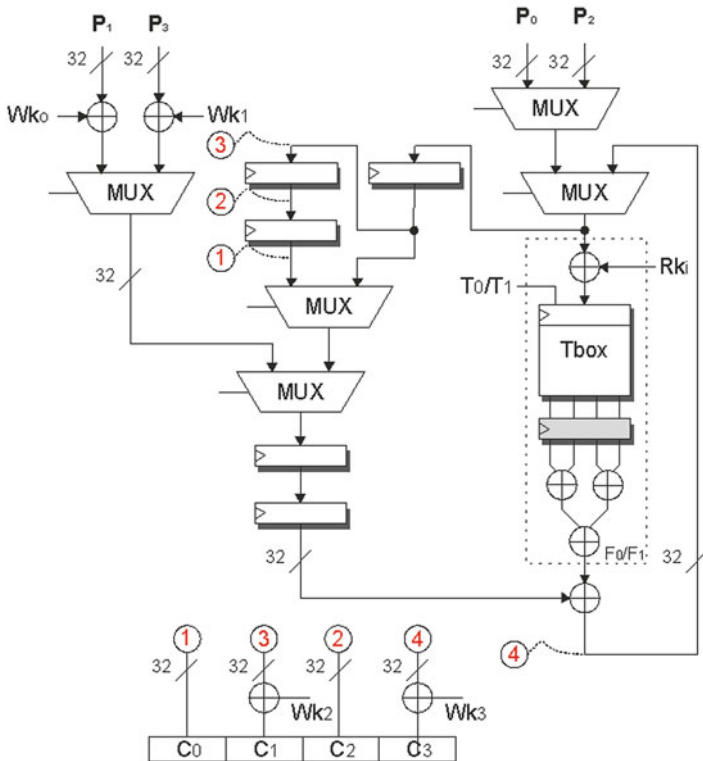 P₁ P₃ P₀ P₂
32 32 32 32
Wk₀ Wk₁ MUX
3
MUX 2 MUX
1
32 T₀/T₁ Rkᵢ
MUX
Tbox
MUX
32 F₀/F₁ 32
1 3 2 4 4
32 32 32 32
Wk₂ Wk₃
C₀ C₁ C₂ C₃